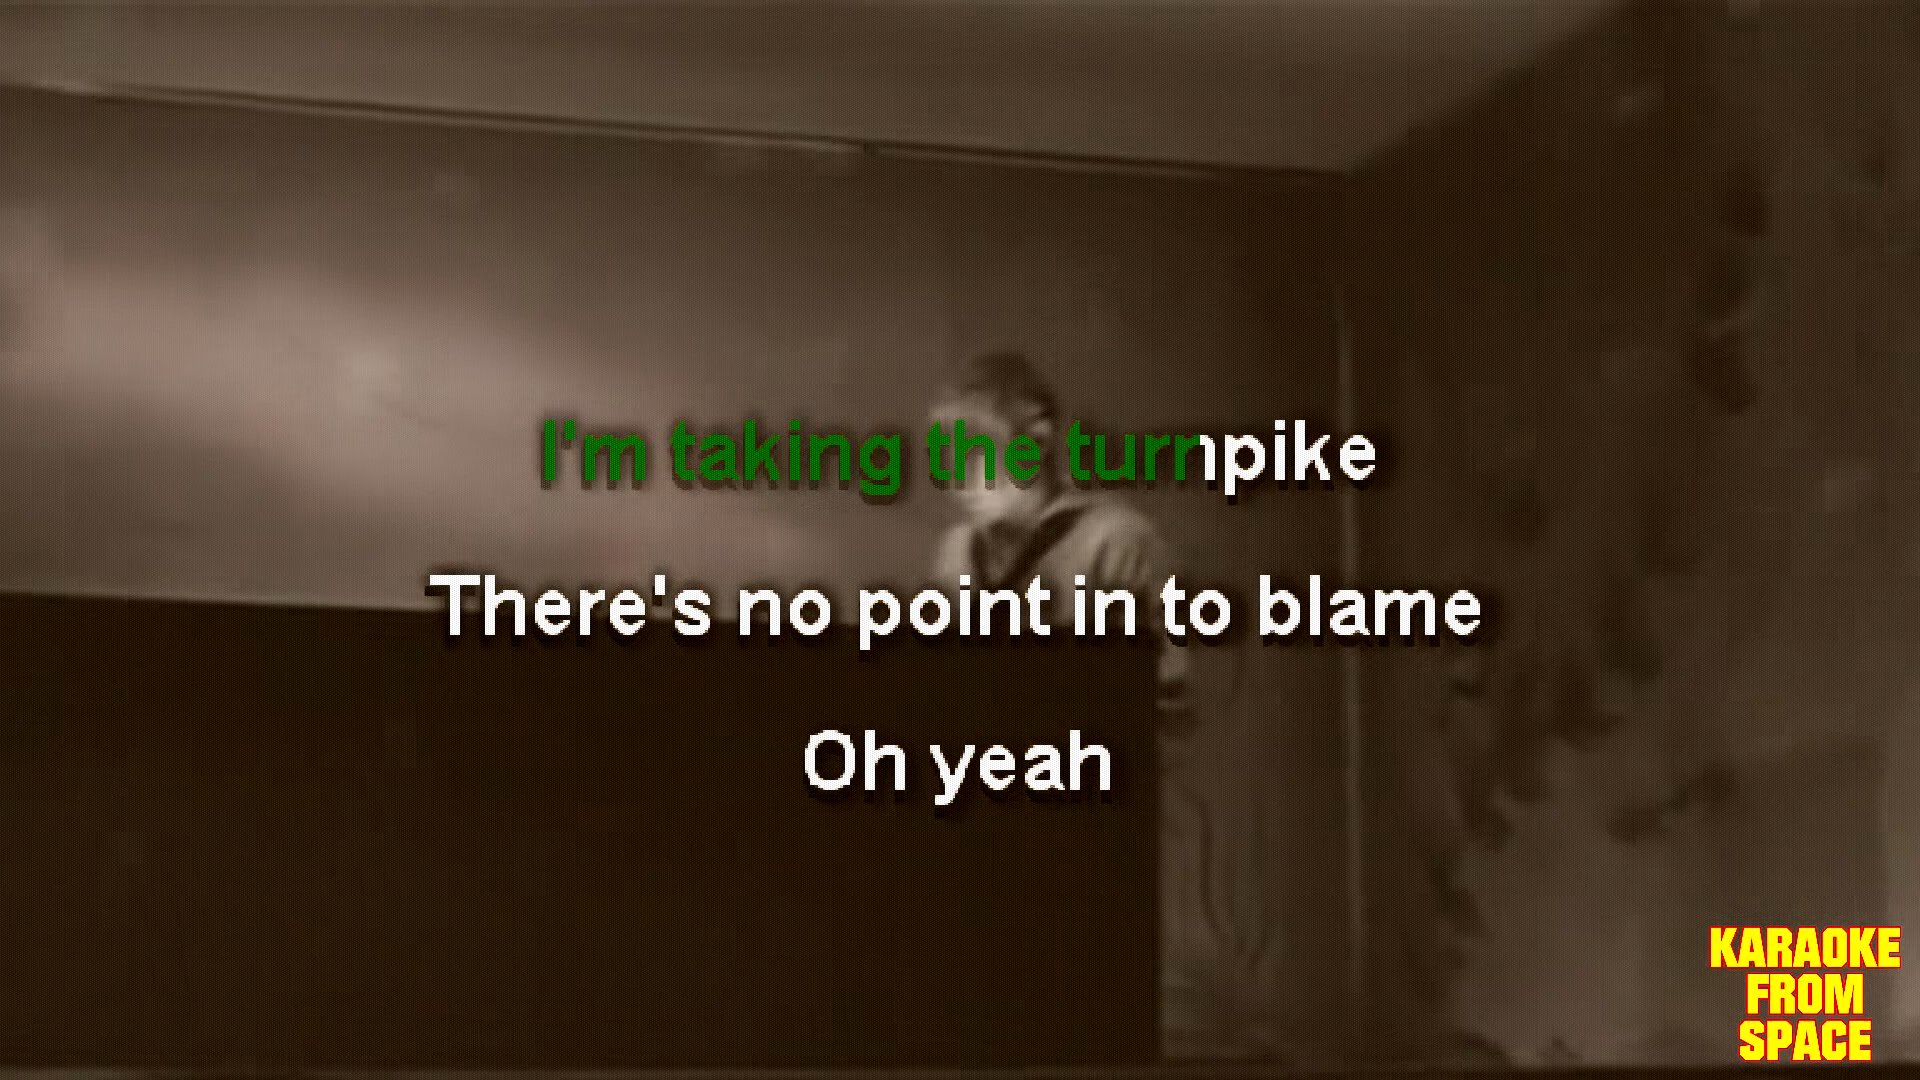 I'm taking the turnpike
There's no point in to blame
Oh yeah
KARAOKE
FROM
SPACE